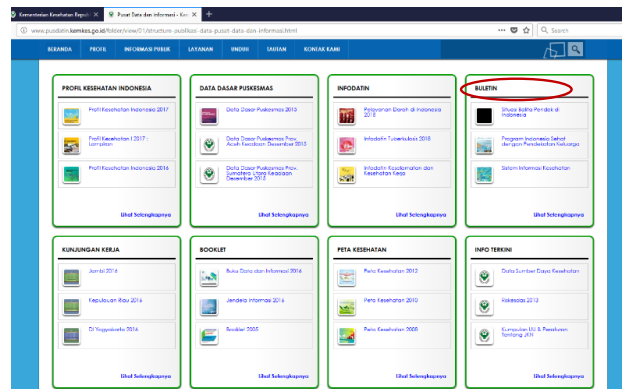 Kementerian Kesehatan Republi
Pusat Data dan Informasi - Kem
www.pusdatin.kemkes.go.id/folder/view/01/structure-publikasi-data-pusat-data-dan-informasi.html
Search
BERANDA PROFIL INFORMASI PUBLIK LAYANAN UNDUH TAUTAN KONTAK KAMI
PROFIL KESEHATAN INDONESIA
Profil Kesehatan Indonesia 2017
Profil Kesehatan I 2017 :
Lampiran
Profil Kesehatan Indonesia 2016
Lihat Selengkapnya
DATA DASAR PUSKESMAS
Data Dasar Puskesmas 2015
Data Dasar Puskesmas Prov.
Aceh Keadaan Desember 2015
Data Dasar Puskesmas Prov.
Sumatera Utara Keadaan
Desember 2015
Lihat Selengkapnya
INFODATIN
Pelayanan Darah di Indonesia
2018
Infodatin Tuberkulosis 2018
Infodatin Keselamatan dan
Kesehatan Kerja
Lihat Selengkapnya
BULETIN
Situasi Balita Pendek di
Indonesia
Program Indonesia Sehat
dengan Pendekatan Keluarga
Sistem Informasi Kesehatan
Lihat Selengkapnya
KUNJUNGAN KERJA
Jambi 2016
Kepulauan Riau 2016
DI Yogyakarta 2016
Lihat Selengkapnya
BOOKLET
Buku Data dan Informasi 2016
Jendela Informasi 2016
Booklet 2005
Lihat Selengkapnya
PETA KESEHATAN
Peta Kesehatan 2012
Peta Kesehatan 2010
Peta Kesehatan 2008
Lihat Selengkapnya
INFO TERKINI
Data Sumber Daya Kesehatan
Riskesdas 2013
Kumpulan UU & Peraturan
Tentang JKN
Lihat Selengkapnya